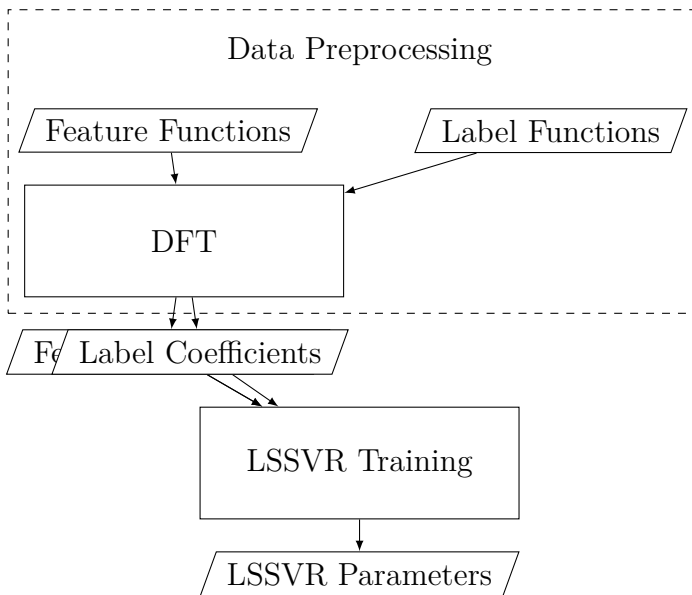 Data Preprocessing
Feature Functions
Label Functions
DFT
Label Coefficients
LSSVR Training
LSSVR Parameters